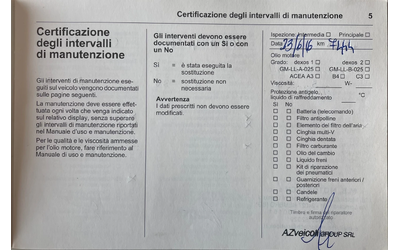 Certificazione degli intervalli di manutenzione 5
Certificazione
degli intervalli
di manutenzione
Gli interventi di manutenzione ese-
guiti sul veicolo vengono documentati
sulle pagine seguenti.
La manutenzione deve essere effet-
tuata ogni volta che venga indicato
sul relativo display, senza superare
gli intervalli di manutenzione riportati
nel Manuale d'uso e manutenzione.
Per le qualità e le viscosità ammesse
per l'olio motore, fare riferimento al
Manuale di uso e manutenzione.
Gli interventi devono essere
documentati con un Sì o con
un No
Sì = è stata eseguita la
sostituzione
No = sostituzione non
necessaria
Avvertenza
I dati prescritti non devono essere
modificati.
Ispezione: Intermedia Principale
Data 23/6/16 km
Olio motore
Grado: dexos 1 dexos 2
GM-LL-A-025 GM-LL-B-025
ACEA A3 B4 C3
Viscosità: W-
Protezione antigelo
liquido di raffreddamento °C
Sì No
Batteria (telecomando)
Filtro antipolline
Elemento del filtro dell'aria
Cinghia multi-V
Cinghia dentata
Filtro carburante
Olio del cambio
Liquido freni
Kit di riparazione
dei pneumatici
Guarnizione freni anteriori /
posteriori
Candele
Refrigerante
Timbro e firma del riparatore
autorizzato
AZveicoli GROUP SRL